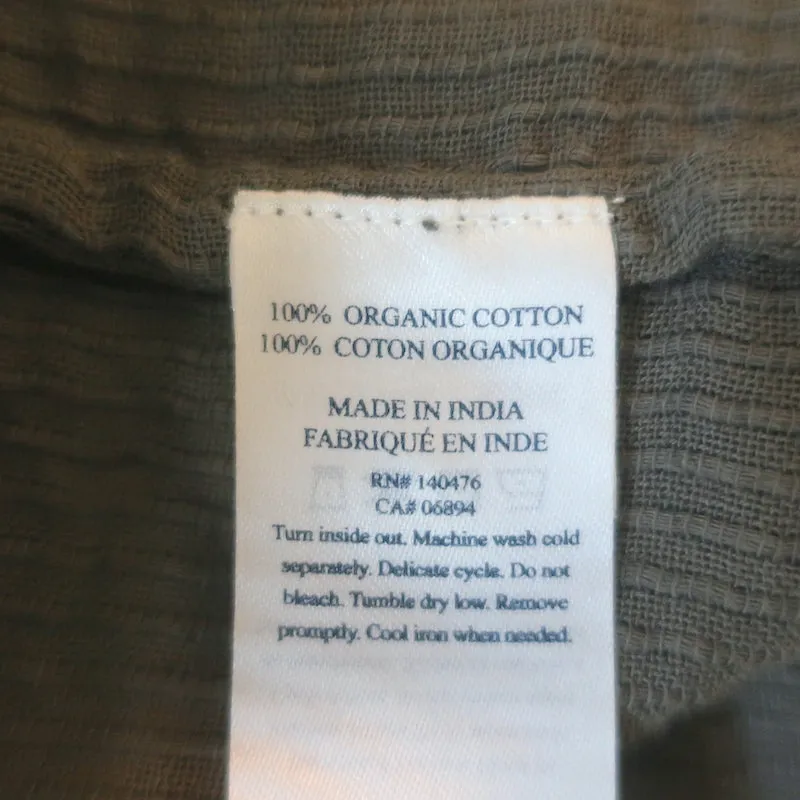 100% ORGANIC COTTON
100% COTON ORGANIQUE
MADE IN INDIA
FABRIQUÉ EN INDE
RN# 140476
CA# 06894
Turn inside out. Machine wash cold
separately. Delicate cycle. Do not
bleach. Tumble dry low. Remove
promptly. Cool iron when needed.